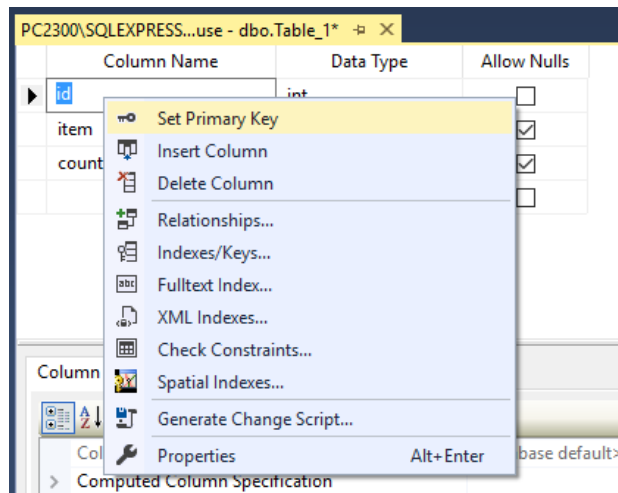 PC2300\SQLEXPRESS...use - dbo.Table_1*
Column Name Data Type Allow Nulls
id int
item
count
Set Primary Key
Insert Column
Delete Column
Relationships...
Indexes/Keys...
abc Fulltext Index...
XML Indexes...
Check Constraints...
Spatial Indexes...
Generate Change Script...
Properties Alt+Enter
Column
A Z
Col base default>
Computed Column Specification